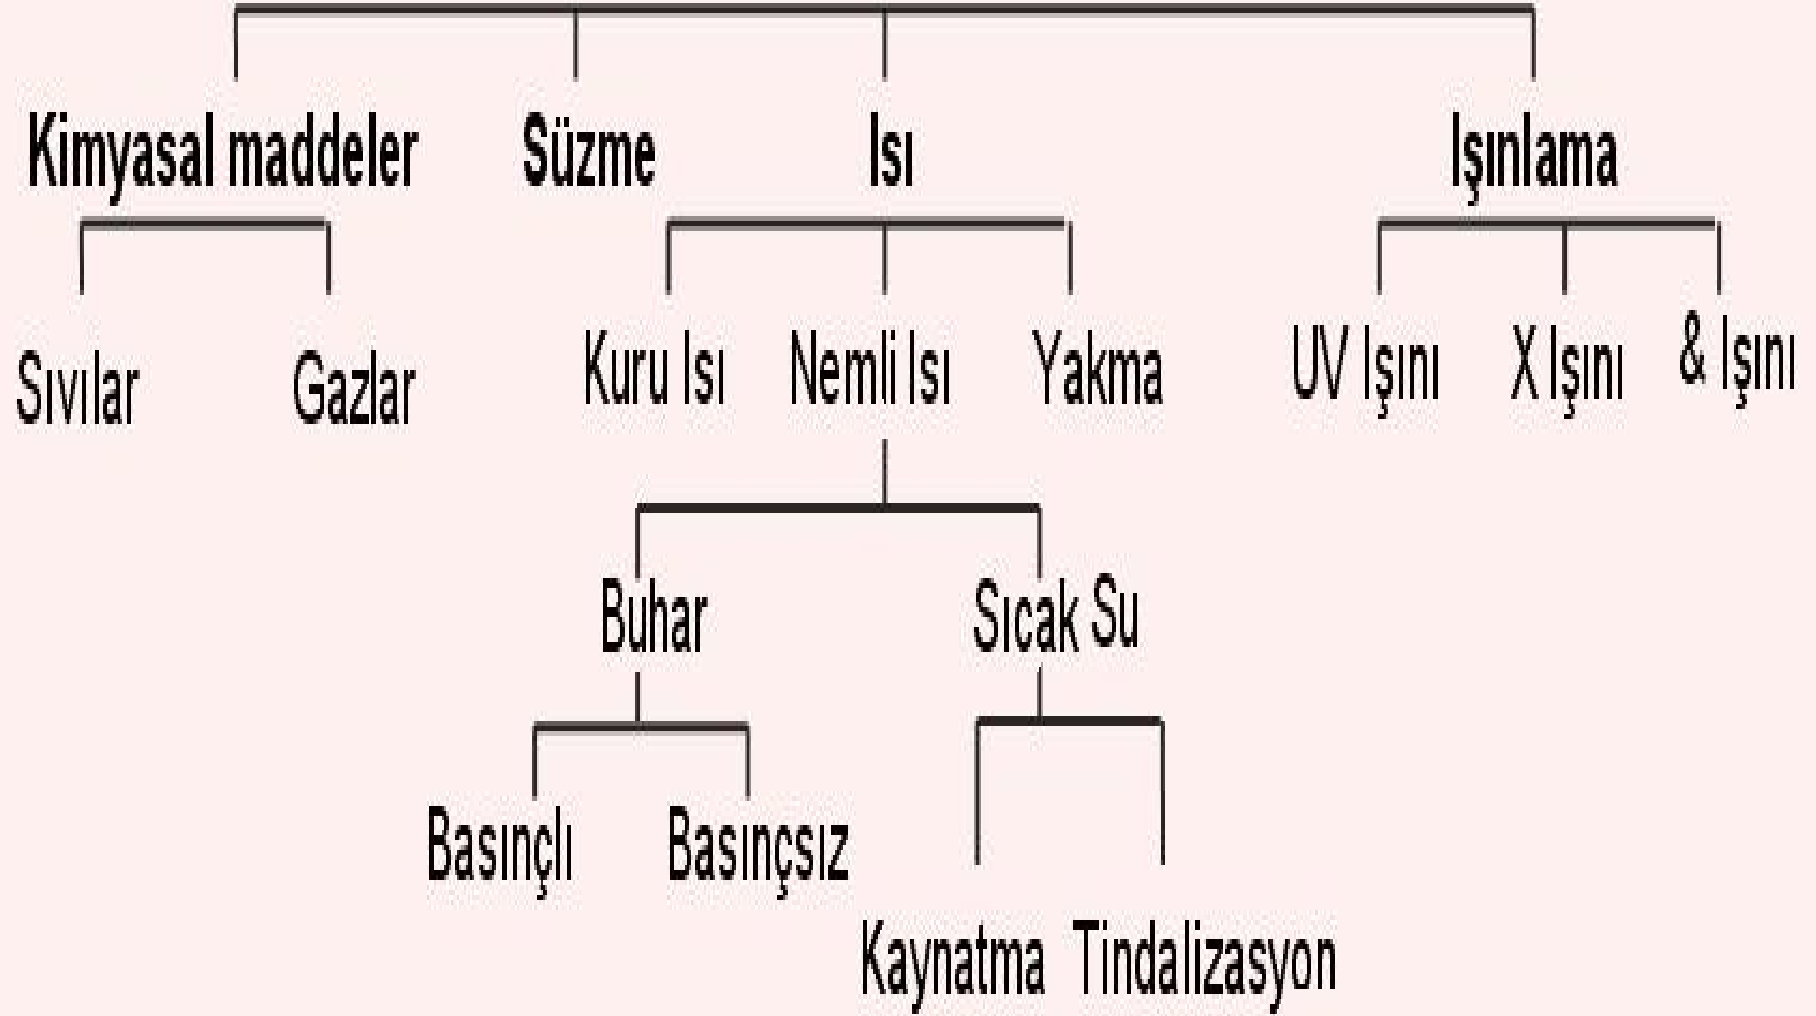 Kimyasal maddeler Süzme Isı Işınlama
Sıvılar Gazlar Kuru Isı Nemli Isı Yakma UV Işını X Işını & Işını
Buhar Sıcak Su
Basınçlı Basınçsız
Kaynatma Tindalizasyon